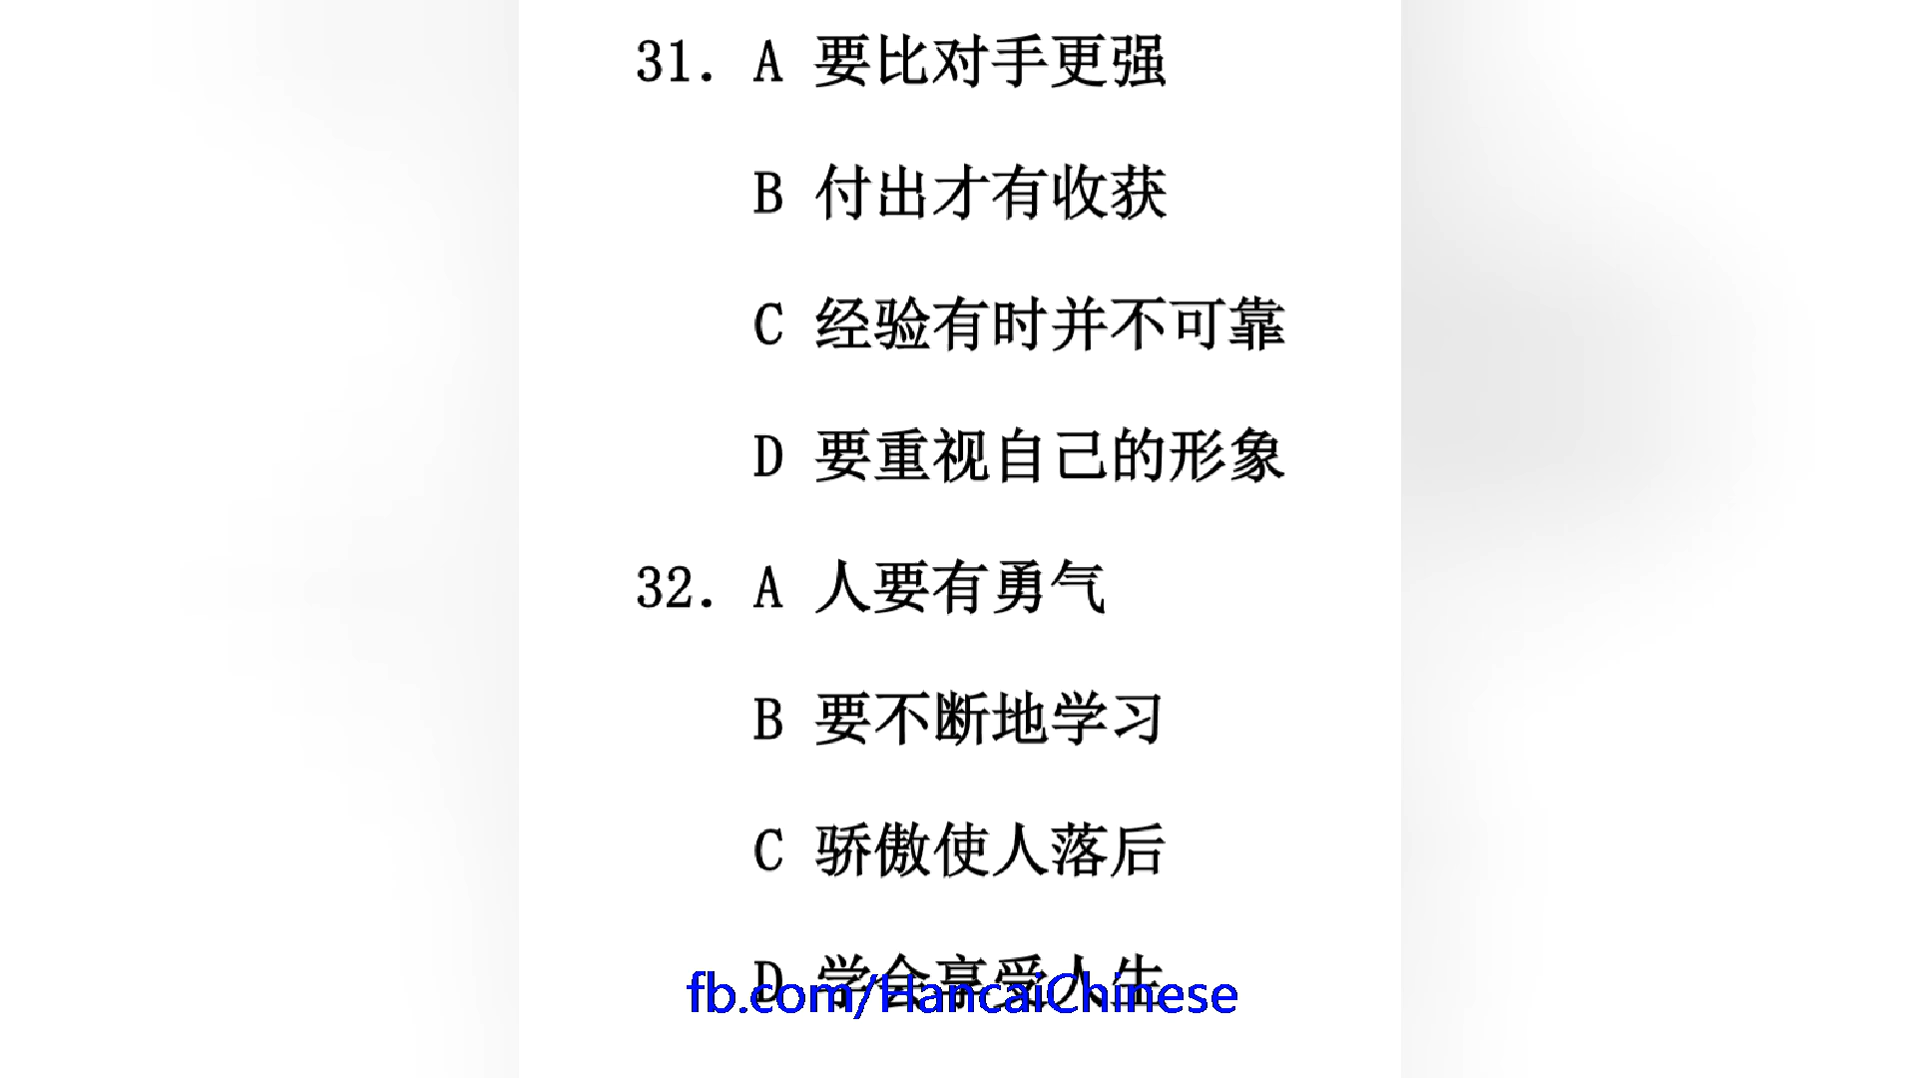 31. A 要比对手更强
B 付出才有收获
C 经验有时并不可靠
D 要重视自己的形象
32. A 人要有勇气
B 要不断地学习
C 骄傲使人落后
D 学会享受人生
fb.com/HancaiChinese